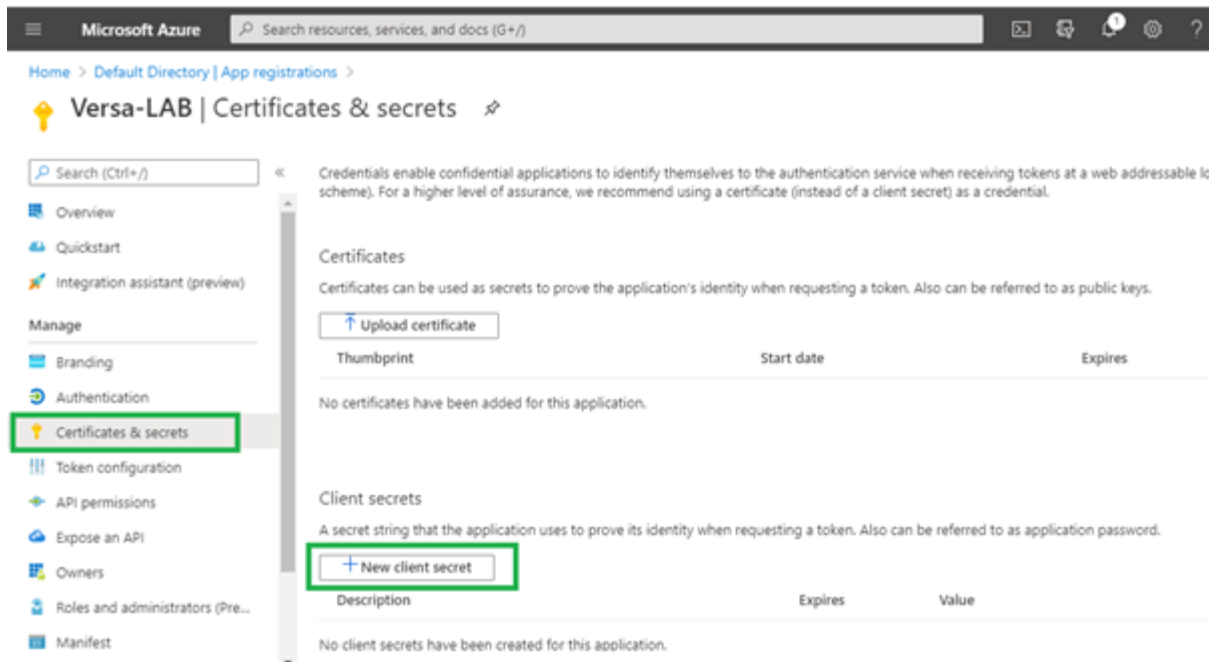 Microsoft Azure
Search resources, services, and docs (G+/)
1
?
Home > Default Directory | App registrations >
Versa-LAB | Certificates & secrets
Search (Ctrl+/)
«
Overview
Quickstart
Integration assistant (preview)
Manage
Branding
Authentication
Certificates & secrets
Token configuration
API permissions
Expose an API
Owners
Roles and administrators (Pre...
Manifest
Credentials enable confidential applications to identify themselves to the authentication service when receiving tokens at a web addressable lo
scheme). For a higher level of assurance, we recommend using a certificate (instead of a client secret) as a credential.
Certificates
Certificates can be used as secrets to prove the application's identity when requesting a token. Also can be referred to as public keys.
Upload certificate
Thumbprint Start date Expires
No certificates have been added for this application.
Client secrets
A secret string that the application uses to prove its identity when requesting a token. Also can be referred to as application password.
+ New client secret
Description Expires Value
No client secrets have been created for this application.